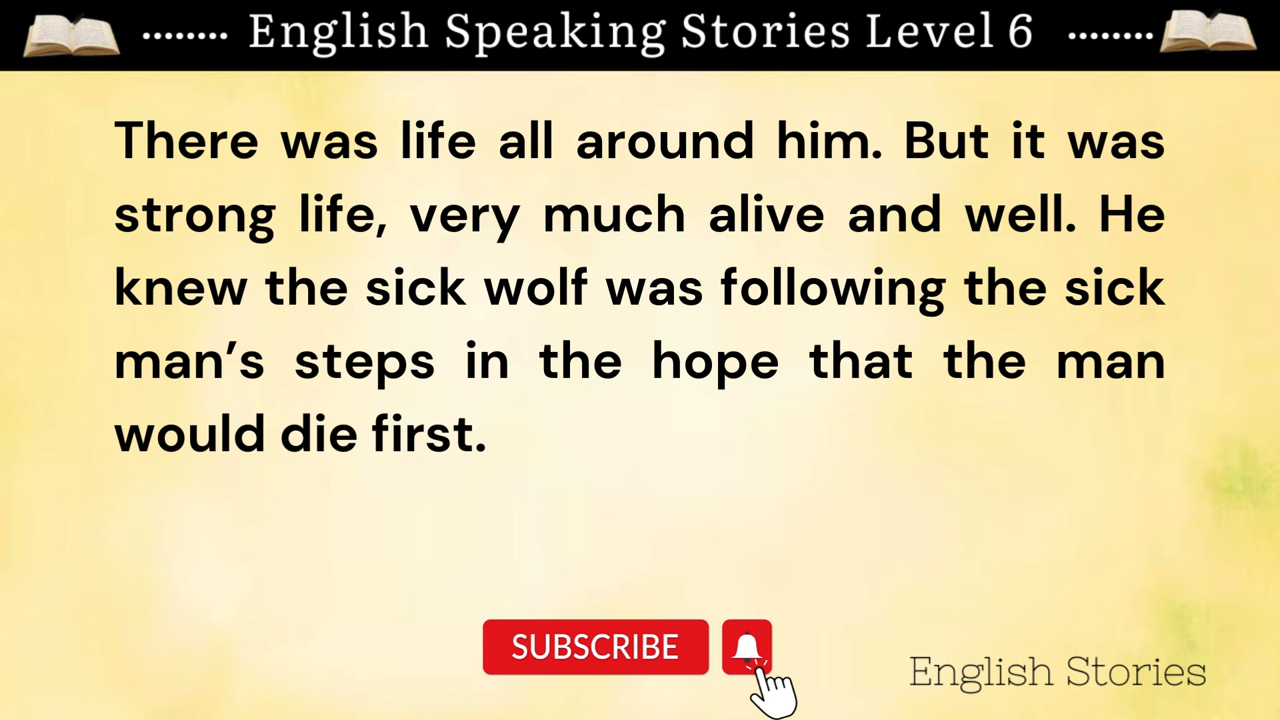 ........ English Speaking Stories Level 6 ........
There was life all around him. But it was
strong life, very much alive and well. He
knew the sick wolf was following the sick
man’s steps in the hope that the man
would die first.
SUBSCRIBE
English Stories